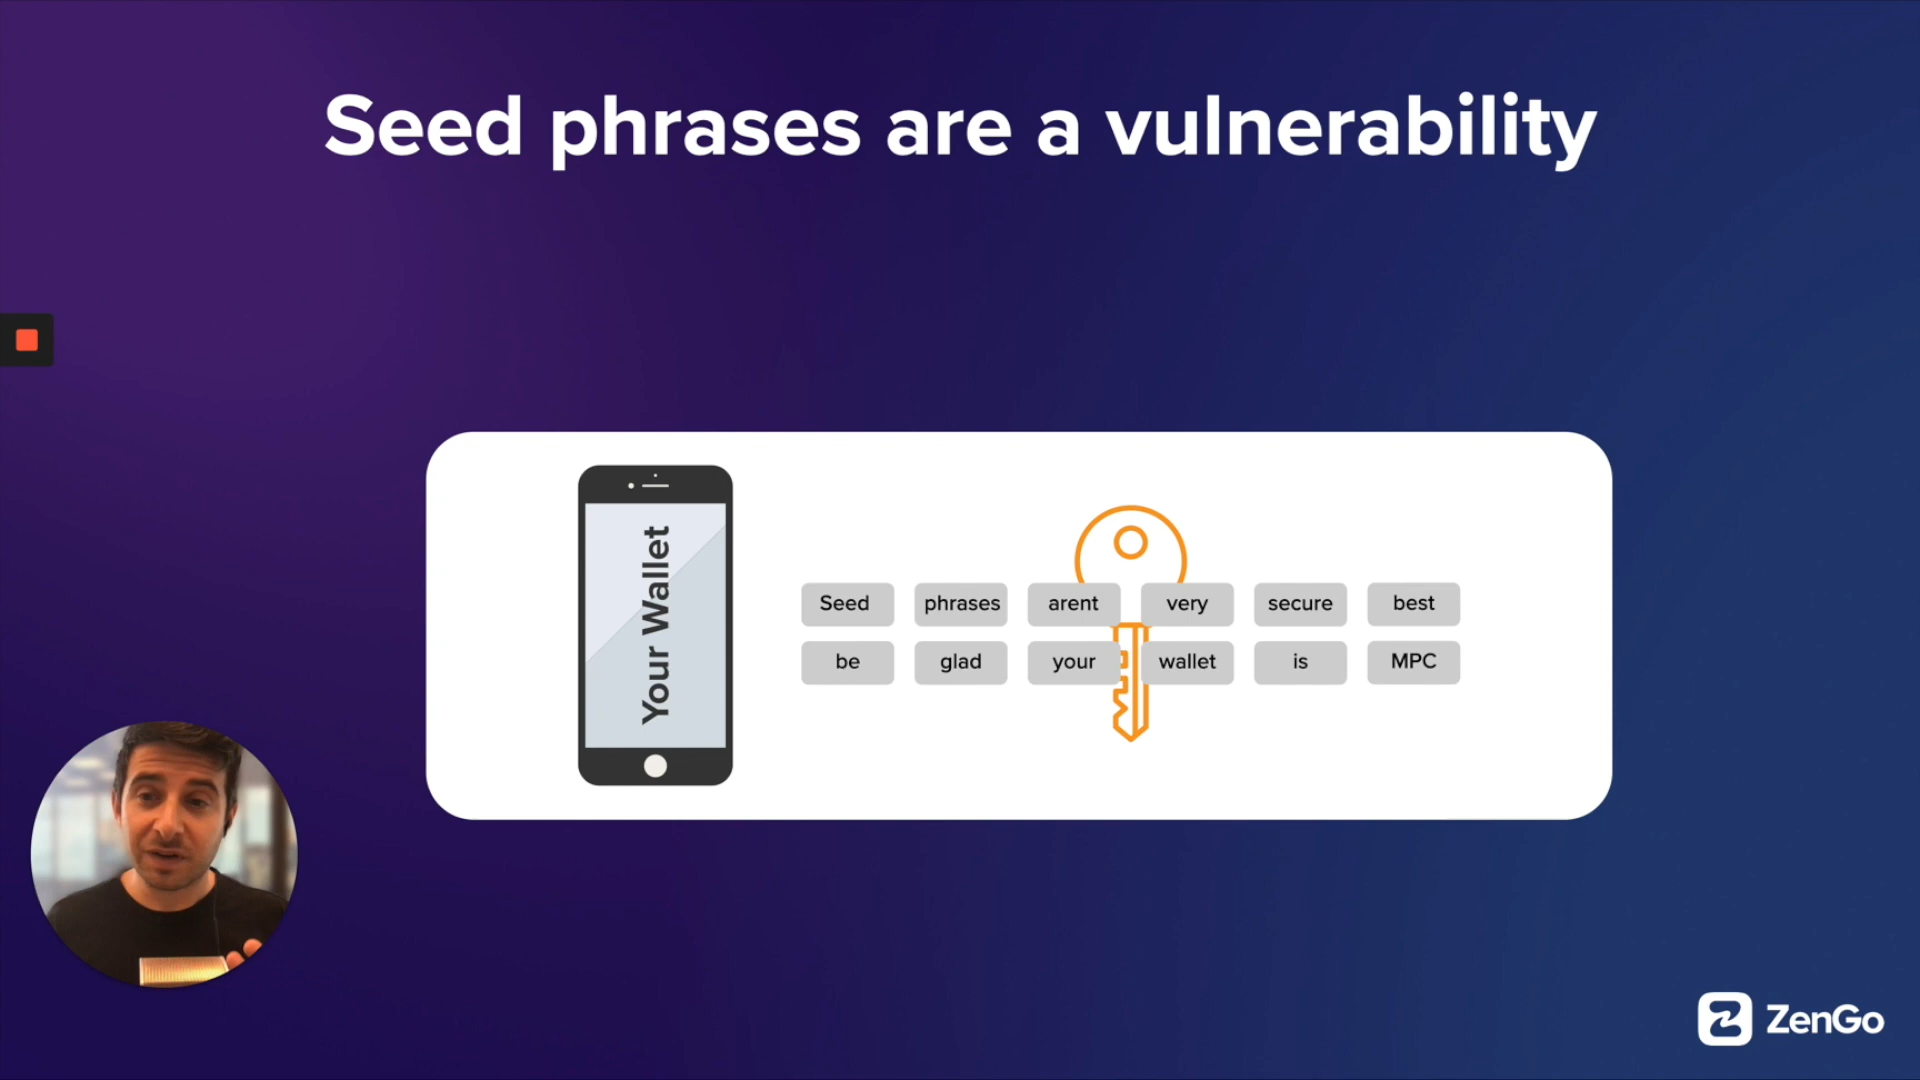 Seed phrases are a vulnerability
Your Wallet
Seed phrases arent very secure best
be glad your wallet is MPC
ZenGo